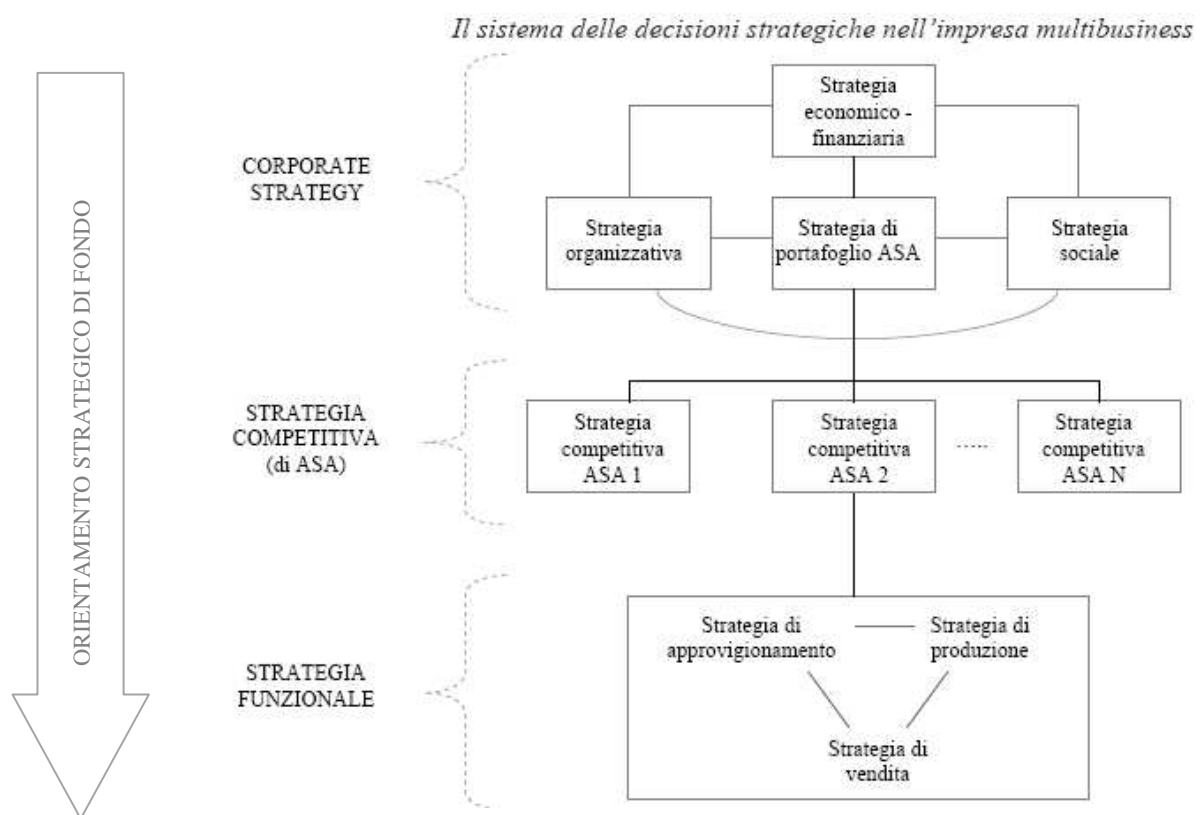 Il sistema delle decisioni strategiche nell'impresa multibusiness
ORIENTAMENTO STRATEGICO DI FONDO
CORPORATE
STRATEGY
Strategia
economico -
finanziaria
Strategia
organizzativa
Strategia di
portafoglio ASA
Strategia
sociale
STRATEGIA
COMPETITIVA
(di ASA)
Strategia
competitiva
ASA 1
Strategia
competitiva
ASA 2
Strategia
competitiva
ASA N
STRATEGIA
FUNZIONALE
Strategia di
approvigionamento
Strategia di
produzione
Strategia di
vendita